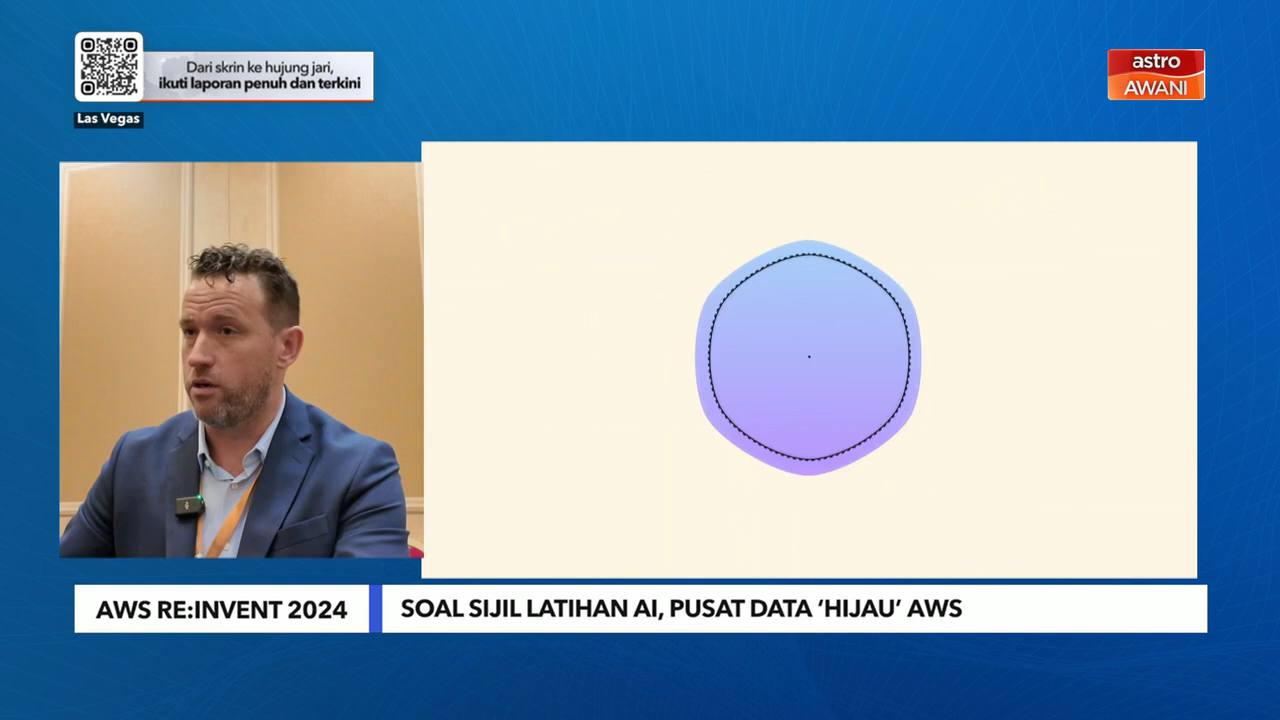 Dari skrin ke hujung jari,
ikuti laporan penuh dan terkini
astro
AWANI
Las Vegas
AWS RE:INVENT 2024
SOAL SIJIL LATIHAN AI, PUSAT DATA ‘HIJAU’ AWS